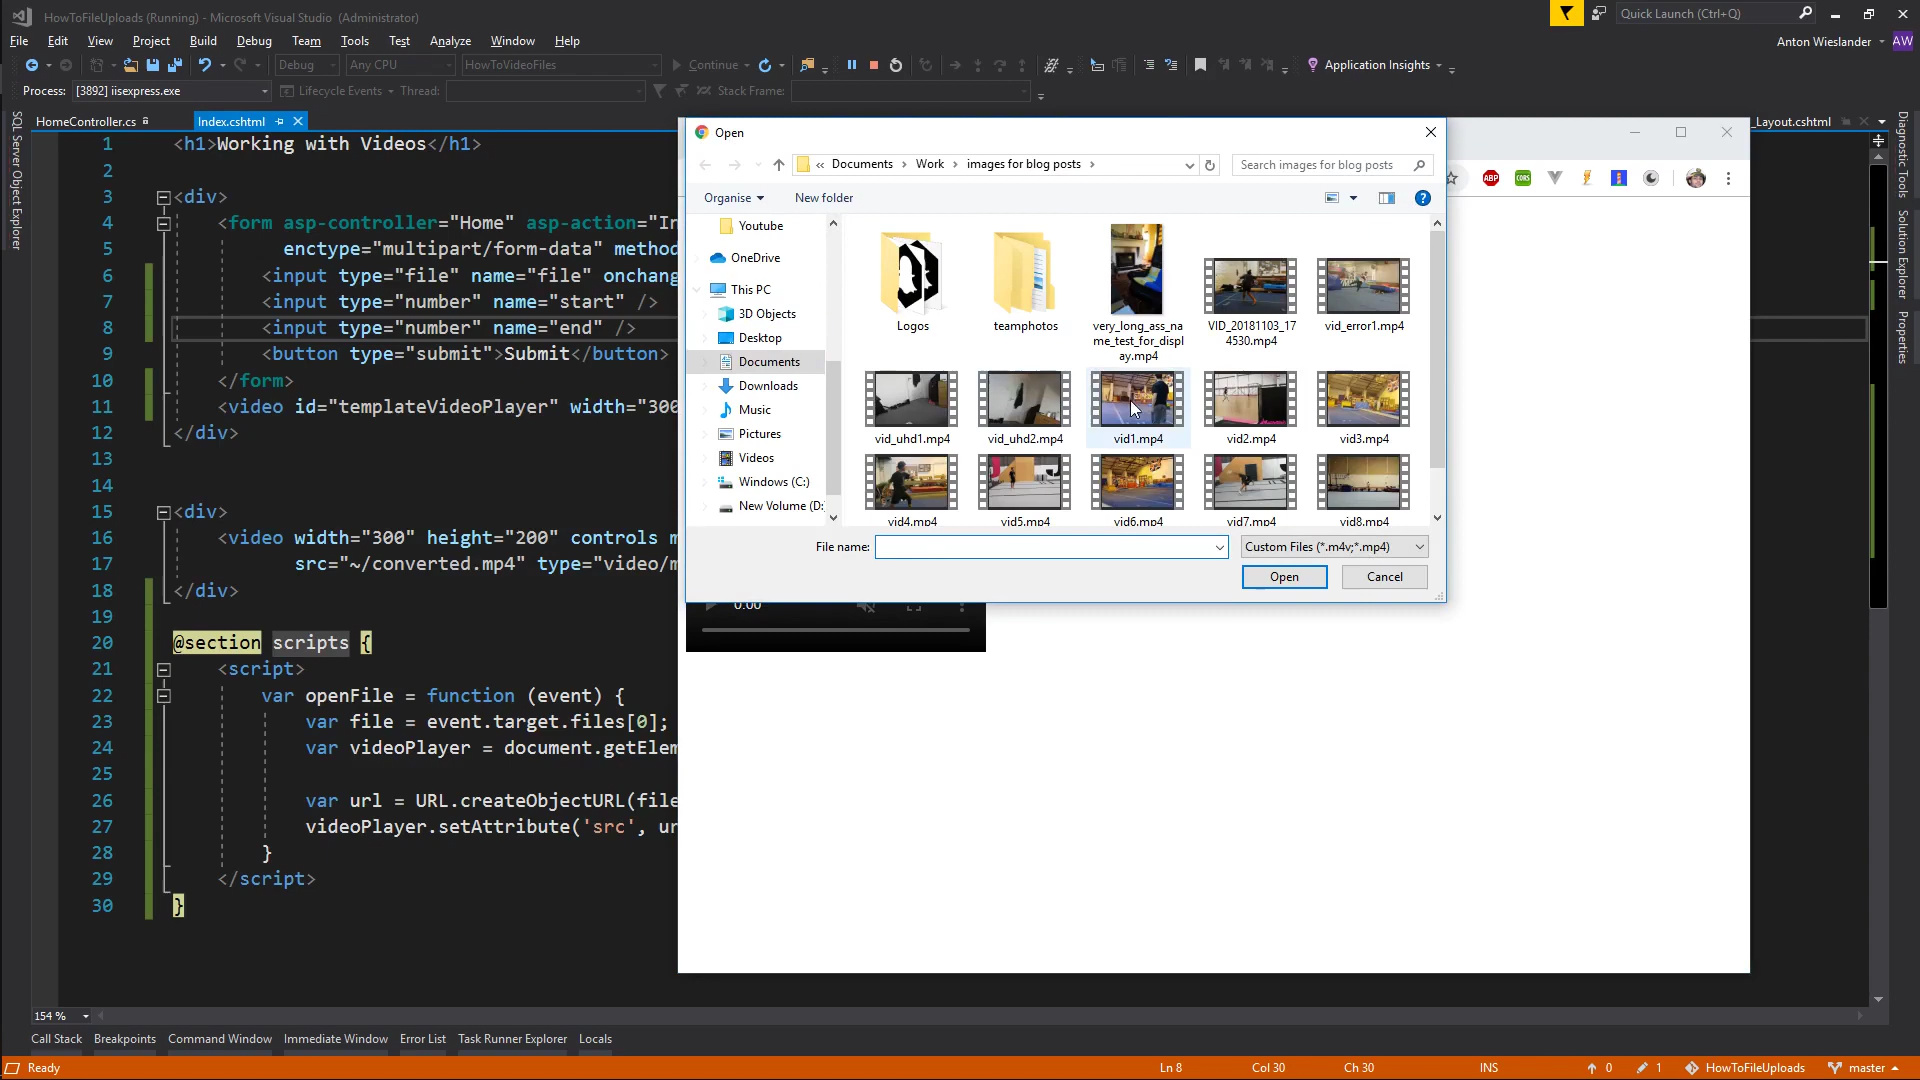 HowToFileUploads (Running) - Microsoft Visual Studio (Administrator)
Quick Launch (Ctrl+Q)
File Edit View Project Build Debug Team Tools Test Analyze Window Help
Anton Wieslander AW
Debug Any CPU HowToVideoFiles Continue Application Insights
Process: [3892] iisexpress.exe Lifecycle Events Thread: Stack Frame:
HomeController.cs Index.cshtml _Layout.cshtml
SQL Server Object Explorer
Diagnostic Tools
Solution Explorer
Properties
1 <h1>Working with Videos</h1>
2
3 <div>
4 <form asp-controller="Home" asp-action="In
5 enctype="multipart/form-data" method
6 <input type="file" name="file" onchang
7 <input type="number" name="start" />
8 <input type="number" name="end" />
9 <button type="submit">Submit</button>
10 </form>
11 <video id="templateVideoPlayer" width="300
12 </div>
13
14
15 <div>
16 <video width="300" height="200" controls m
17 src="~/converted.mp4" type="video/m
18 </div>
19
20 @section scripts {
21 <script>
22 var openFile = function (event) {
23 var file = event.target.files[0];
24 var videoPlayer = document.getElem
25
26 var url = URL.createObjectURL(file
27 videoPlayer.setAttribute('src', ur
28 }
29 </script>
30 }
Open
« Documents Work images for blog posts
Search images for blog posts
Organise New folder
Youtube
OneDrive
This PC
3D Objects
Desktop
Documents
Downloads
Music
Pictures
Videos
Windows (C:)
New Volume (D:
Logos
teamphotos
very_long_ass_na
me_test_for_displ
ay.mp4
VID_20181103_17
4530.mp4
vid_error1.mp4
vid_uhd1.mp4
vid_uhd2.mp4
vid1.mp4
vid2.mp4
vid3.mp4
vid4.mp4
vid5.mp4
vid6.mp4
vid7.mp4
vid8.mp4
File name:
Custom Files (*.m4v;*.mp4)
Open Cancel
ABP
CORS
0:00
154 %
Call Stack Breakpoints Command Window Immediate Window Error List Task Runner Explorer Locals
Ready Ln 8 Col 30 Ch 30 INS 0 1 HowToFileUploads master